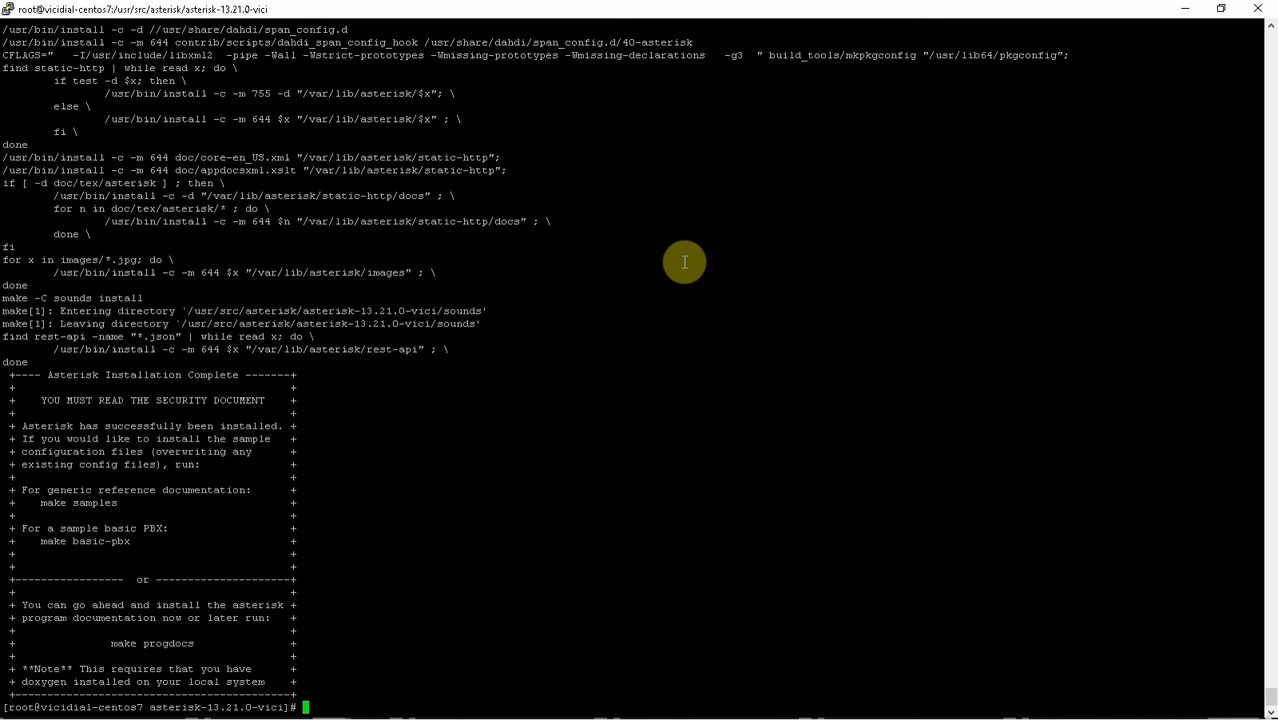 root@vicidial-centos7:/usr/src/asterisk/asterisk-13.21.0-vici
/usr/bin/install -c -d //usr/share/dahdi/span_config.d
/usr/bin/install -c -m 644 contrib/scripts/dahdi_span_config_hook /usr/share/dahdi/span_config.d/40-asterisk
CFLAGS="  -I/usr/include/libxml2  -pipe -Wall -Wstrict-prototypes -Wmissing-prototypes -Wmissing-declarations   -g3  " build_tools/mkpkgconfig "/usr/lib64/pkgconfig";
find static-http | while read x; do \
        if test -d $x; then \
                /usr/bin/install -c -m 755 -d "/var/lib/asterisk/$x"; \
        else \
                /usr/bin/install -c -m 644 $x "/var/lib/asterisk/$x" ; \
        fi \
done
/usr/bin/install -c -m 644 doc/core-en_US.xml "/var/lib/asterisk/static-http";
/usr/bin/install -c -m 644 doc/appdocsxml.xslt "/var/lib/asterisk/static-http";
if [ -d doc/tex/asterisk ] ; then \
        /usr/bin/install -c -d "/var/lib/asterisk/static-http/docs" ; \
        for n in doc/tex/asterisk/* ; do \
                /usr/bin/install -c -m 644 $n "/var/lib/asterisk/static-http/docs" ; \
        done \
fi
for x in images/*.jpg; do \
        /usr/bin/install -c -m 644 $x "/var/lib/asterisk/images" ; \
done
make -C sounds install
make[1]: Entering directory `/usr/src/asterisk/asterisk-13.21.0-vici/sounds'
make[1]: Leaving directory `/usr/src/asterisk/asterisk-13.21.0-vici/sounds'
find rest-api -name "*.json" | while read x; do \
        /usr/bin/install -c -m 644 $x "/var/lib/asterisk/rest-api" ; \
done
 +---- Asterisk Installation Complete -------+
 +                                           +
 +    YOU MUST READ THE SECURITY DOCUMENT    +
 +                                           +
 + Asterisk has successfully been installed. +
 + If you would like to install the sample   +
 + configuration files (overwriting any      +
 + existing config files), run:              +
 +                                           +
 + For generic reference documentation:      +
 +    make samples                           +
 +                                           +
 + For a sample basic PBX:                   +
 +    make basic-pbx                         +
 +                                           +
 +                                           +
 +-----------------  or ---------------------+
 +                                           +
 + You can go ahead and install the asterisk +
 + program documentation now or later run:   +
 +                                           +
 +               make progdocs               +
 +                                           +
 + **Note** This requires that you have      +
 + doxygen installed on your local system    +
 +-------------------------------------------+
[root@vicidial-centos7 asterisk-13.21.0-vici]#